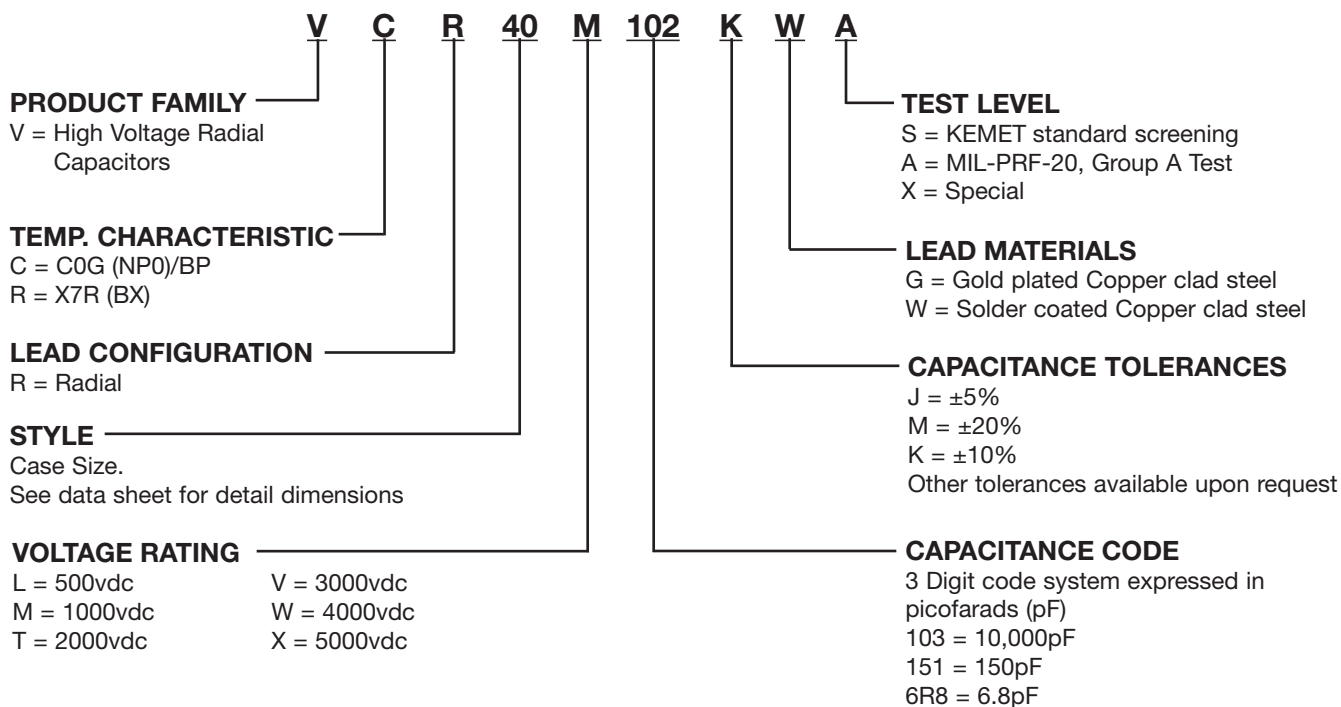 V C R 40 M 102 K W A
PRODUCT FAMILY
V = High Voltage Radial
Capacitors
TEMP. CHARACTERISTIC
C = C0G (NP0)/BP
R = X7R (BX)
LEAD CONFIGURATION
R = Radial
STYLE
Case Size.
See data sheet for detail dimensions
VOLTAGE RATING
L = 500vdc V = 3000vdc
M = 1000vdc W = 4000vdc
T = 2000vdc X = 5000vdc
TEST LEVEL
S = KEMET standard screening
A = MIL-PRF-20, Group A Test
X = Special
LEAD MATERIALS
G = Gold plated Copper clad steel
W = Solder coated Copper clad steel
CAPACITANCE TOLERANCES
J = ±5%
M = ±20%
K = ±10%
Other tolerances available upon request
CAPACITANCE CODE
3 Digit code system expressed in
picofarads (pF)
103 = 10,000pF
151 = 150pF
6R8 = 6.8pF